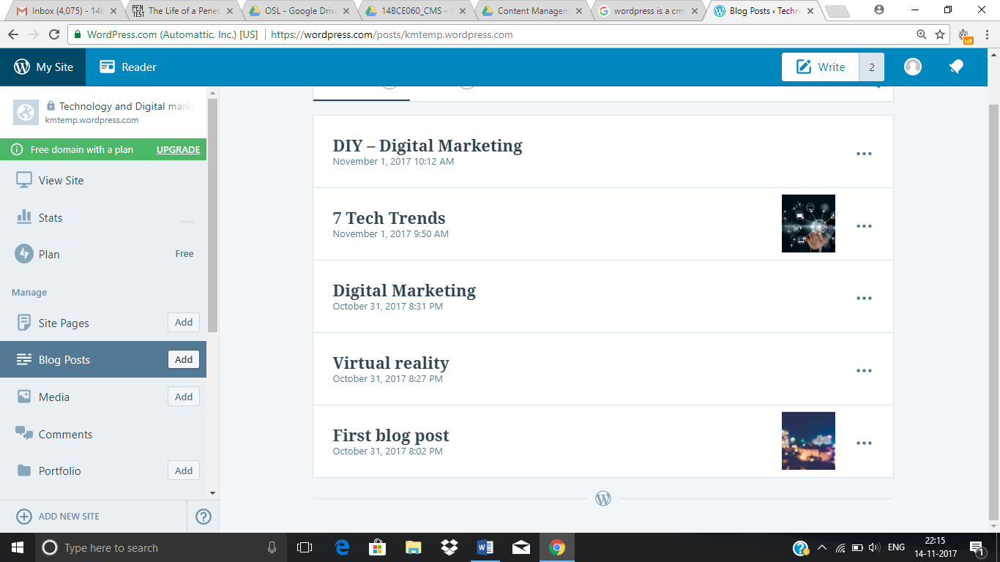 Inbox (4,075) - 14b
PEN TEST
The Life of a Penet
OSL - Google Drive
14BCE060_CMS - G
Content Managem
wordpress is a cms
Blog Posts ‹ Techn
WordPress.com (Automattic, Inc.) [US]
https://wordpress.com/posts/kmtemp.wordpress.com
off
My Site
Reader
Write
2
Technology and Digital mark
kmtemp.wordpress.com
Free domain with a plan
UPGRADE
View Site
Stats
Plan
Free
Manage
Site Pages
Add
Blog Posts
Add
Media
Add
Comments
Portfolio
Add
ADD NEW SITE
DIY – Digital Marketing
November 1, 2017 10:12 AM
7 Tech Trends
November 1, 2017 9:50 AM
Digital Marketing
October 31, 2017 8:31 PM
Virtual reality
October 31, 2017 8:27 PM
First blog post
October 31, 2017 8:02 PM
Type here to search
ENG
22:15
14-11-2017
1